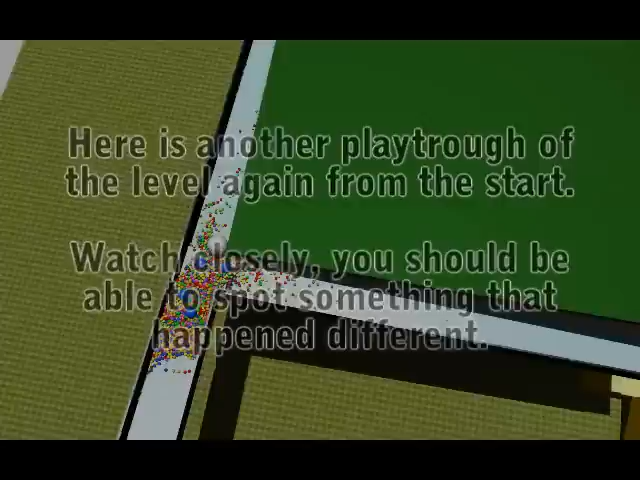 Here is another playtrough of
the level again from the start.
Watch closely, you should be
able to spot something that
happened different.